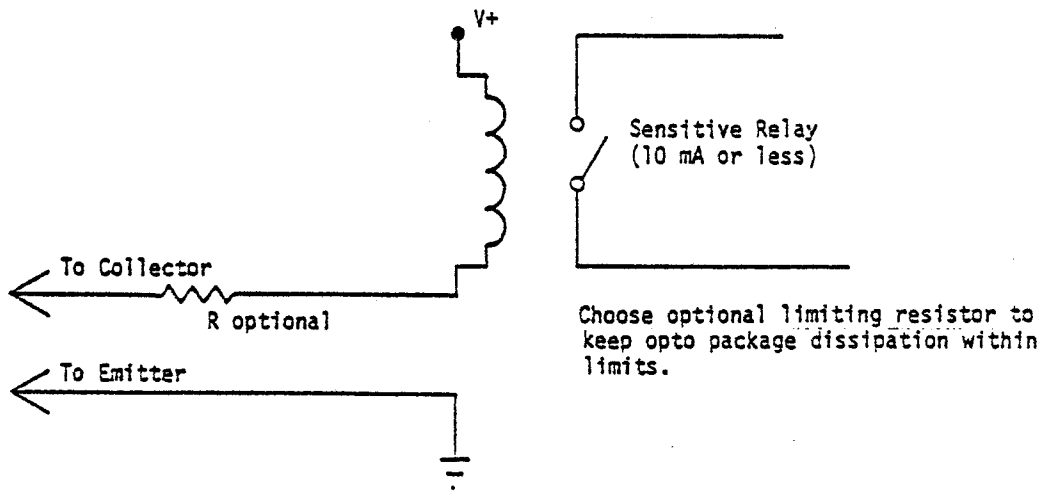 V+
Sensitive Relay
(10 mA or less)
To Collector
R optional
Choose optional limiting resistor to
keep opto package dissipation within
limits.
To Emitter